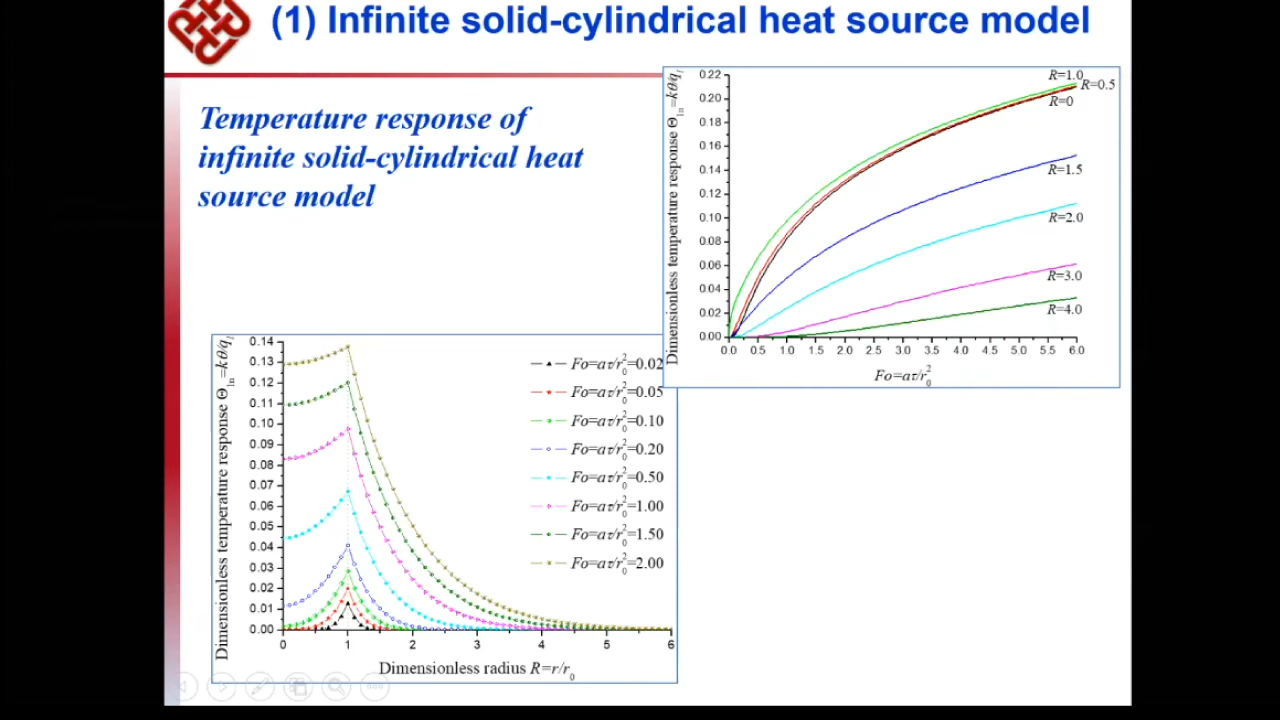 (1) Infinite solid-cylindrical heat source model
Temperature response of
infinite solid-cylindrical heat
source model
Dimensionless temperature response Θ_ln=kθ/q_l
0.22
0.20
0.18
0.16
0.14
0.12
0.10
0.08
0.06
0.04
0.02
0.00
0.0 0.5 1.0 1.5 2.0 2.5 3.0 3.5 4.0 4.5 5.0 5.5 6.0
Fo=aτ/r₀²
R=1.0
R=0.5
R=0
R=1.5
R=2.0
R=3.0
R=4.0
Dimensionless temperature response Θ_ln=kθ/q_l
0.14
0.13
0.12
0.11
0.10
0.09
0.08
0.07
0.06
0.05
0.04
0.03
0.02
0.01
0.00
0 1 2 3 4 5 6
Dimensionless radius R=r/r₀
Fo=aτ/r₀²=0.02
Fo=aτ/r₀²=0.05
Fo=aτ/r₀²=0.10
Fo=aτ/r₀²=0.20
Fo=aτ/r₀²=0.50
Fo=aτ/r₀²=1.00
Fo=aτ/r₀²=1.50
Fo=aτ/r₀²=2.00